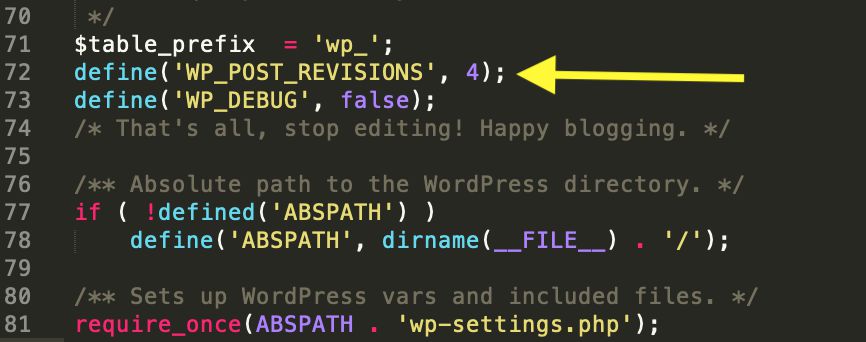 70 */
71 $table_prefix  = 'wp_';
72 define('WP_POST_REVISIONS', 4);
73 define('WP_DEBUG', false);
74 /* That's all, stop editing! Happy blogging. */
75
76 /** Absolute path to the WordPress directory. */
77 if ( !defined('ABSPATH') )
78     define('ABSPATH', dirname(__FILE__) . '/');
79
80 /** Sets up WordPress vars and included files. */
81 require_once(ABSPATH . 'wp-settings.php');